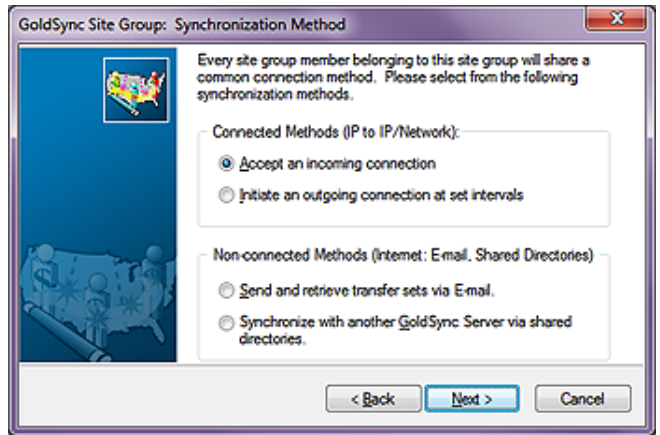 GoldSync Site Group: Synchronization Method
Every site group member belonging to this site group will share a
common connection method. Please select from the following
synchronization methods.
Connected Methods (IP to IP/Network):
Accept an incoming connection
Initiate an outgoing connection at set intervals
Non-connected Methods (Internet: E-mail, Shared Directories)
Send and retrieve transfer sets via E-mail.
Synchronize with another GoldSync Server via shared
directories.
< Back
Next >
Cancel